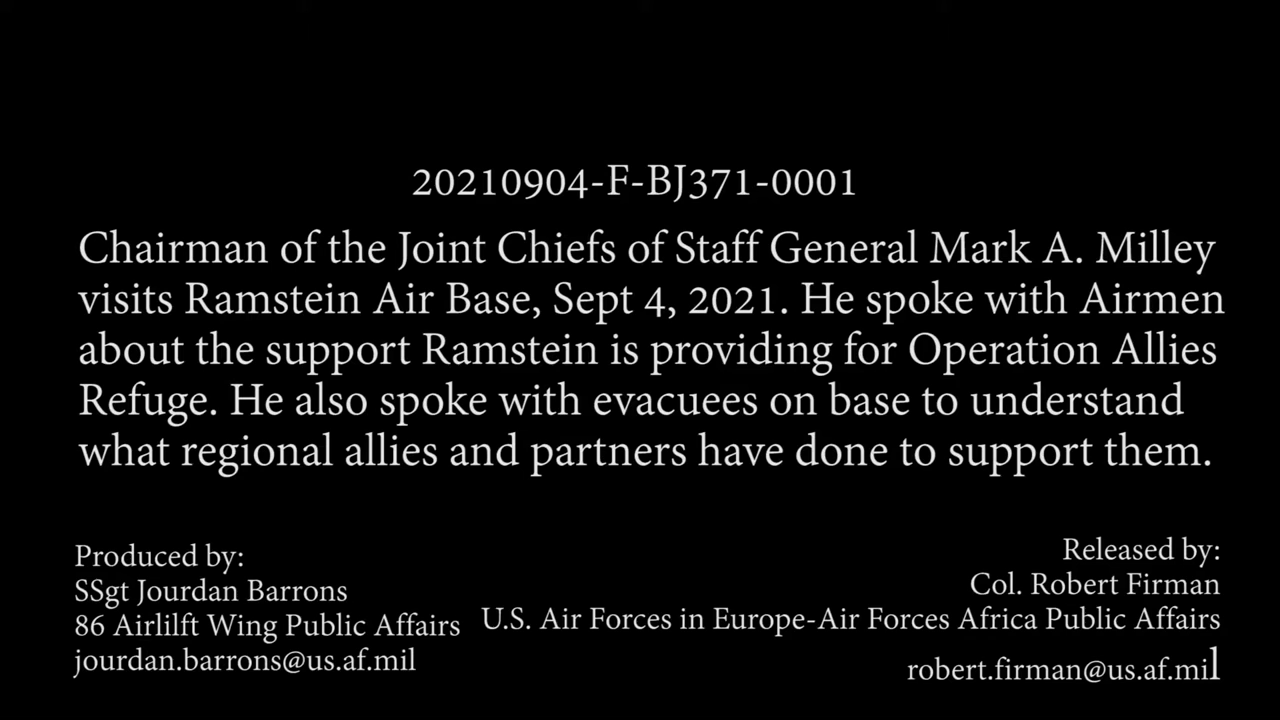 20210904-F-BJ371-0001
Chairman of the Joint Chiefs of Staff General Mark A. Milley
visits Ramstein Air Base, Sept 4, 2021. He spoke with Airmen
about the support Ramstein is providing for Operation Allies
Refuge. He also spoke with evacuees on base to understand
what regional allies and partners have done to support them.
Produced by:
SSgt Jourdan Barrons
86 Airlilft Wing Public Affairs
jourdan.barrons@us.af.mil
Released by:
Col. Robert Firman
U.S. Air Forces in Europe-Air Forces Africa Public Affairs
robert.firman@us.af.mil